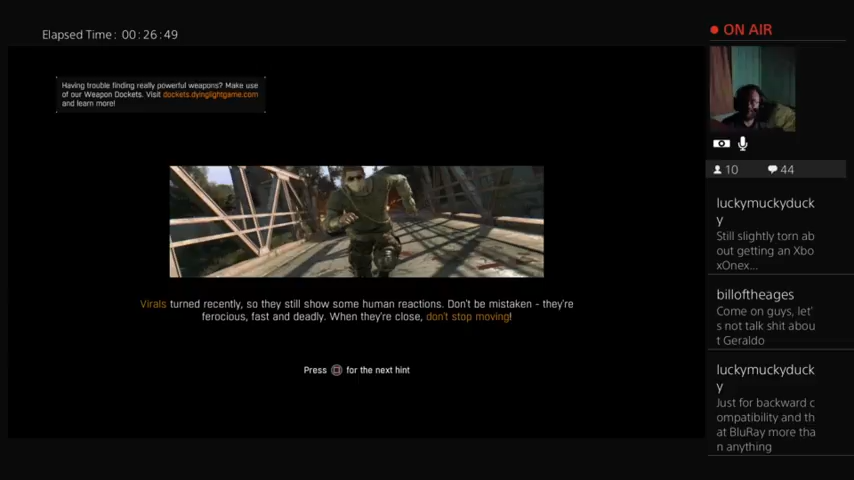 Elapsed Time: 00:26:49
ON AIR
Having trouble finding really powerful weapons? Make use
of our Weapon Dockets. Visit dockets.dyinglightgame.com
and learn more!
10
44
luckymuckyduck
y
Still slightly torn ab
out getting an Xbo
xOnex...
billoftheages
Come on guys, let'
s not talk shit abou
t Geraldo
luckymuckyduck
y
Just for backward c
ompatibility and th
at BluRay more tha
n anything
Virals turned recently, so they still show some human reactions. Don't be mistaken - they're
ferocious, fast and deadly. When they're close, don't stop moving!
Press for the next hint